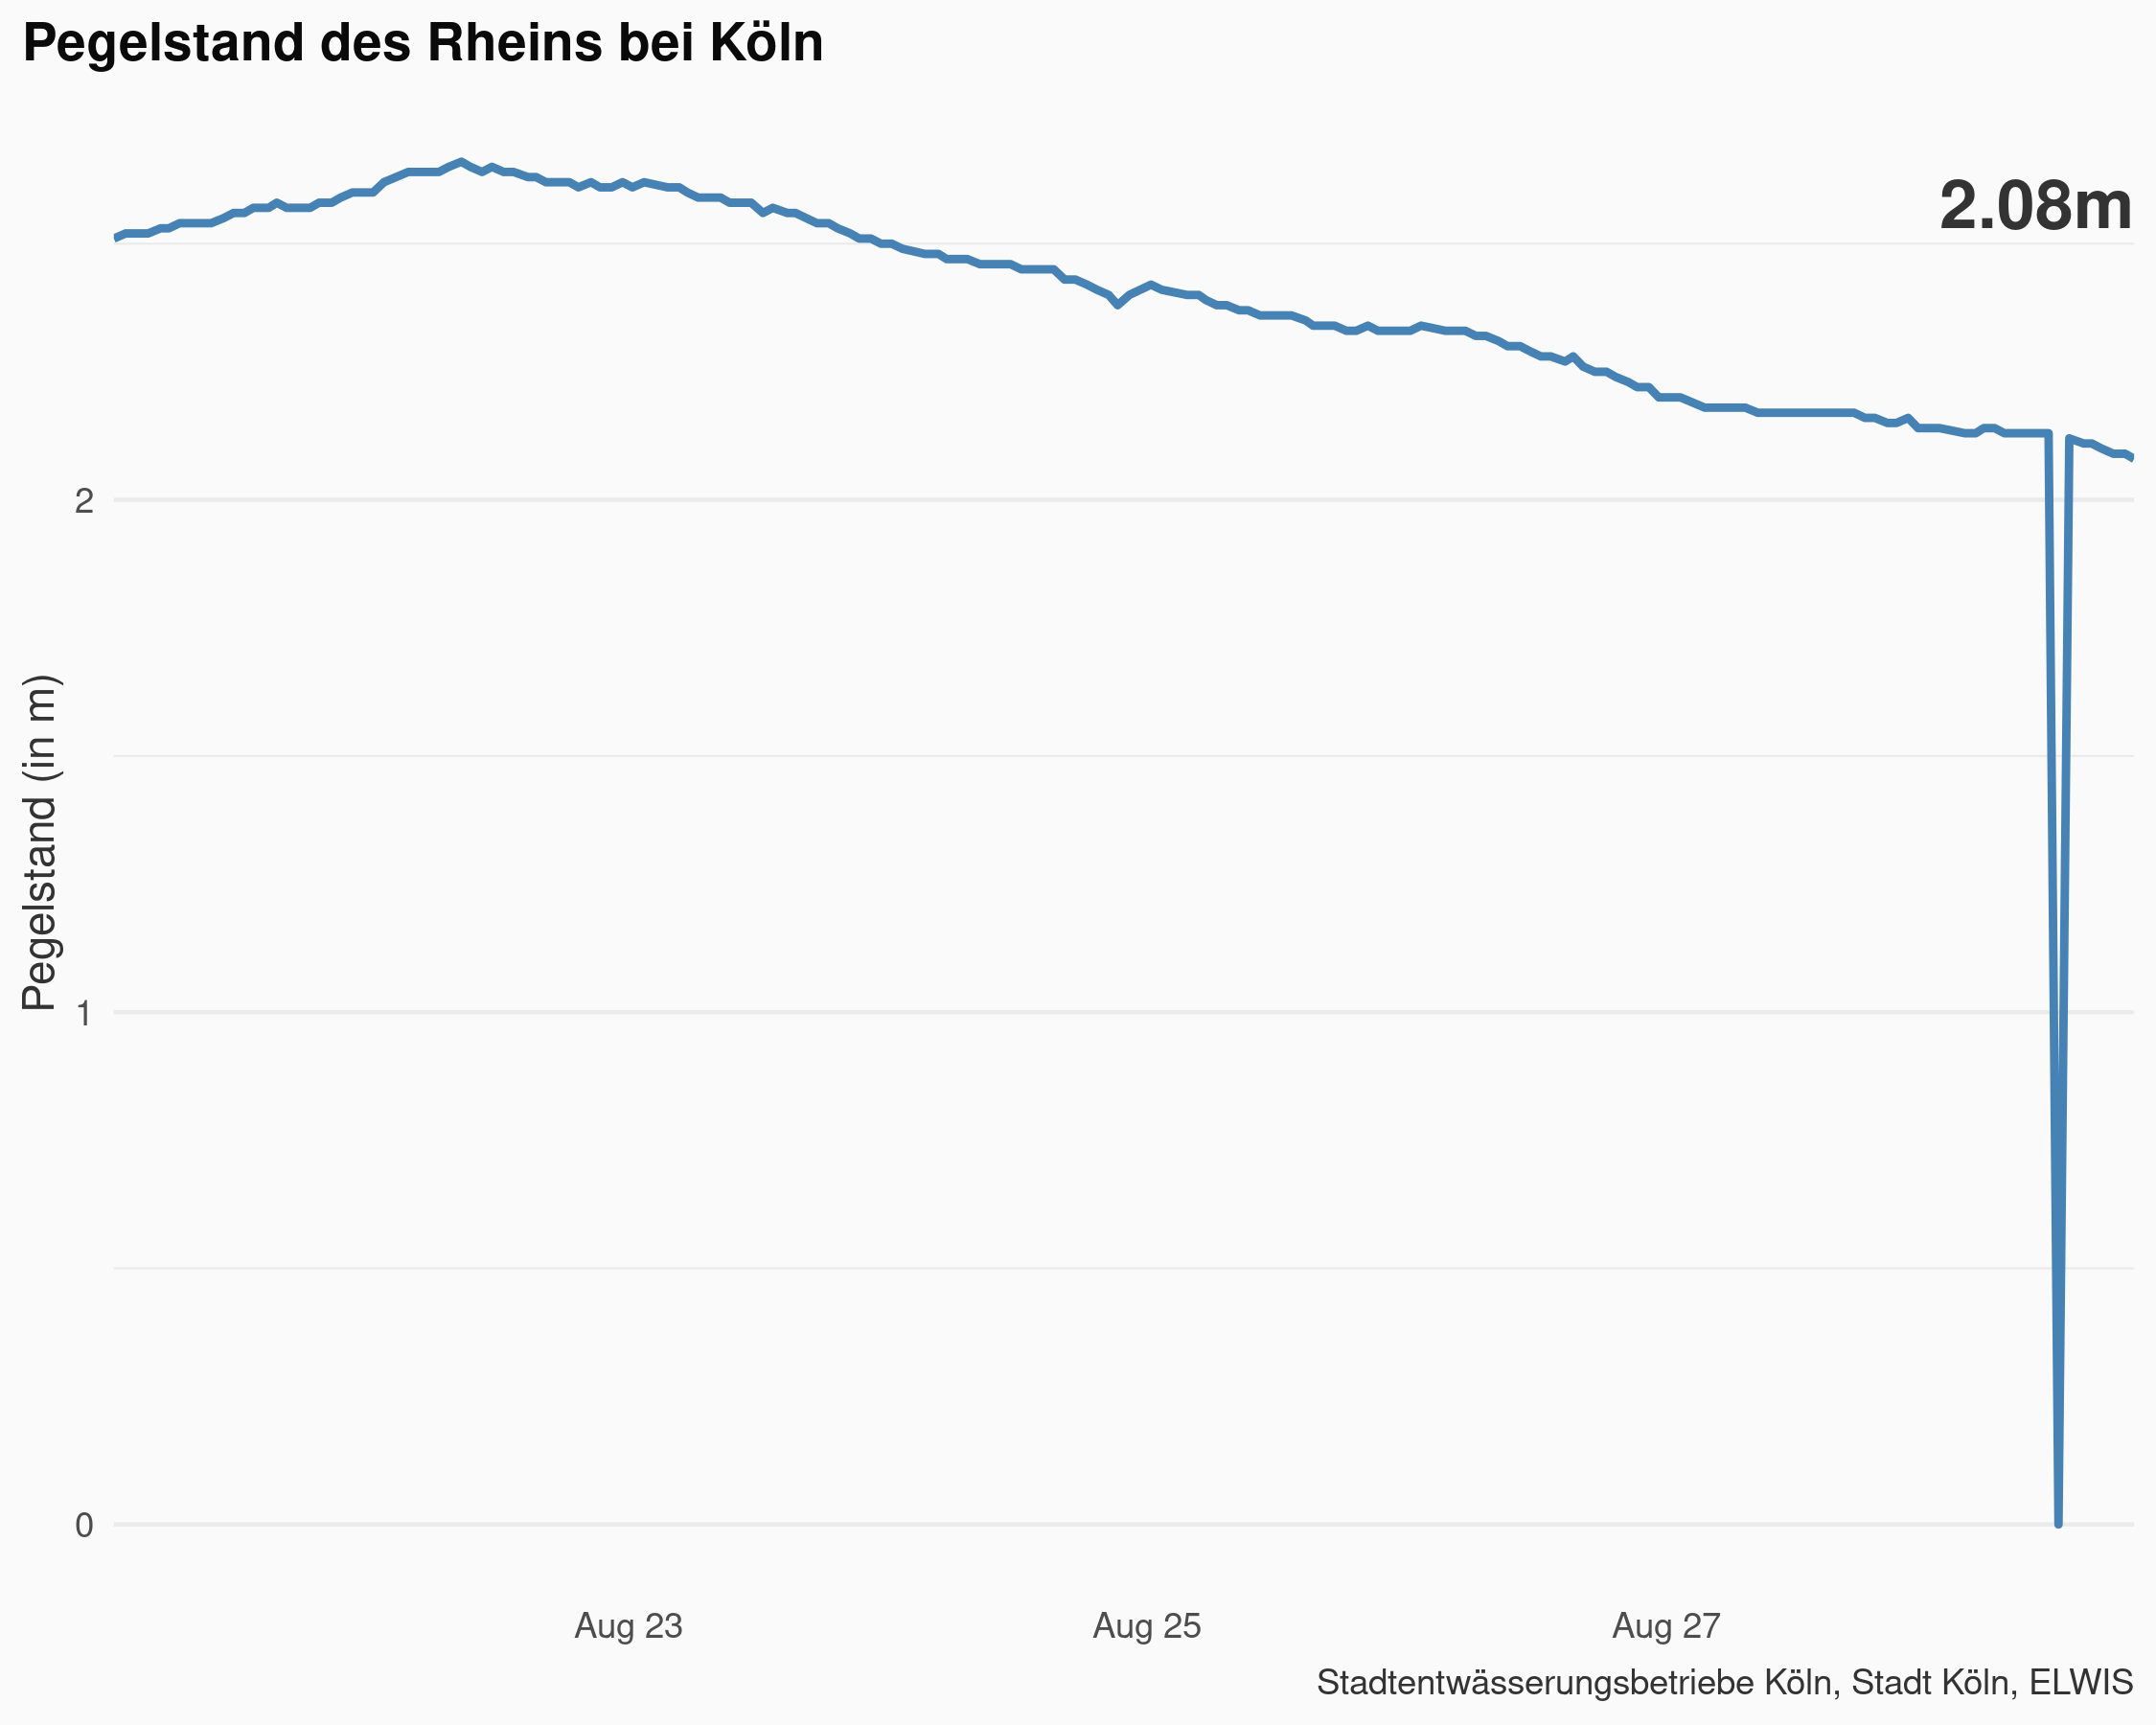 Pegelstand des Rheins bei Köln
2.08m
Pegelstand (in m)
2
1
0
Aug 23
Aug 25
Aug 27
Stadtentwässerungsbetriebe Köln, Stadt Köln, ELWIS